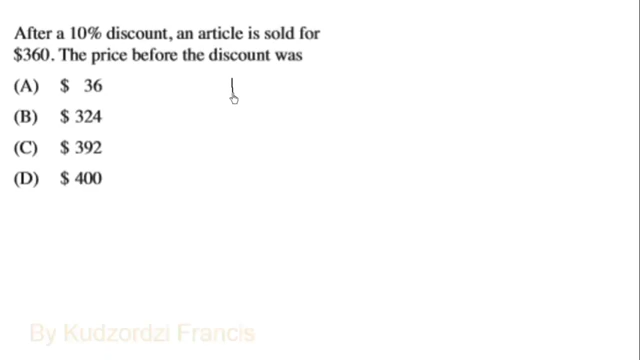 After a 10% discount, an article is sold for
$360. The price before the discount was
(A) $ 36
(B) $ 324
(C) $ 392
(D) $ 400
By Kudzordzi Francis